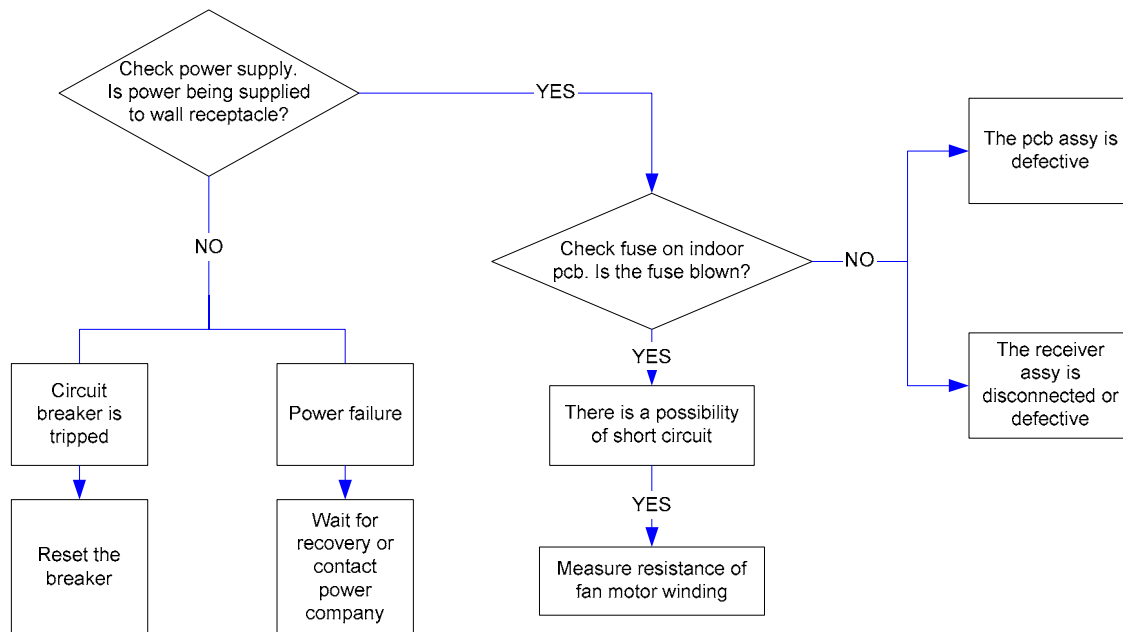 Check power supply.
Is power being supplied
to wall receptacle?
YES
The pcb assy is
defective
NO
Check fuse on indoor
pcb. Is the fuse blown?
NO
The receiver
assy is
disconnected or
defective
YES
Circuit
breaker is
tripped
Power failure
There is a possibility
of short circuit
YES
Reset the
breaker
Wait for
recovery or
contact
power
company
Measure resistance of
fan motor winding